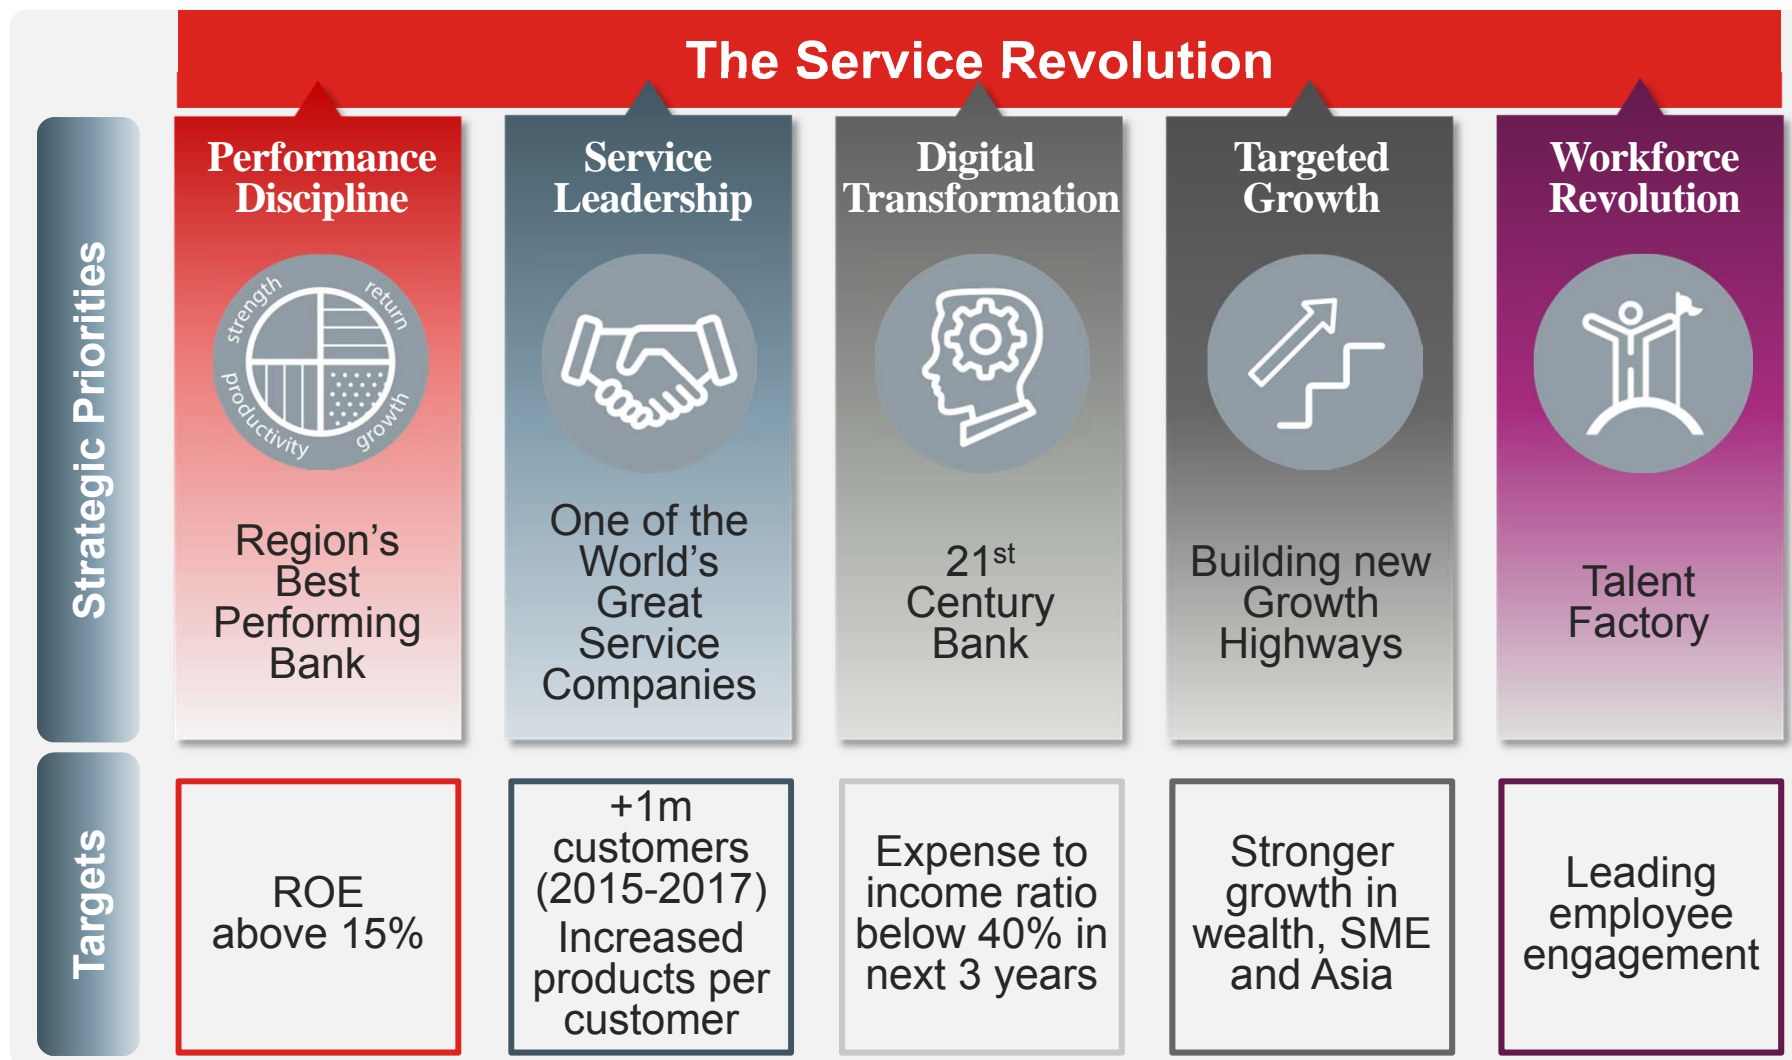 The Service Revolution
Strategic Priorities
Performance
Discipline
strength
return
productivity
growth
Region’s
Best
Performing
Bank
Service
Leadership
One of the
World’s
Great
Service
Companies
Digital
Transformation
21st
Century
Bank
Targeted
Growth
Building new
Growth
Highways
Workforce
Revolution
Talent
Factory
Targets
ROE
above 15%
+1m
customers
(2015-2017)
Increased
products per
customer
Expense to
income ratio
below 40% in
next 3 years
Stronger
growth in
wealth, SME
and Asia
Leading
employee
engagement